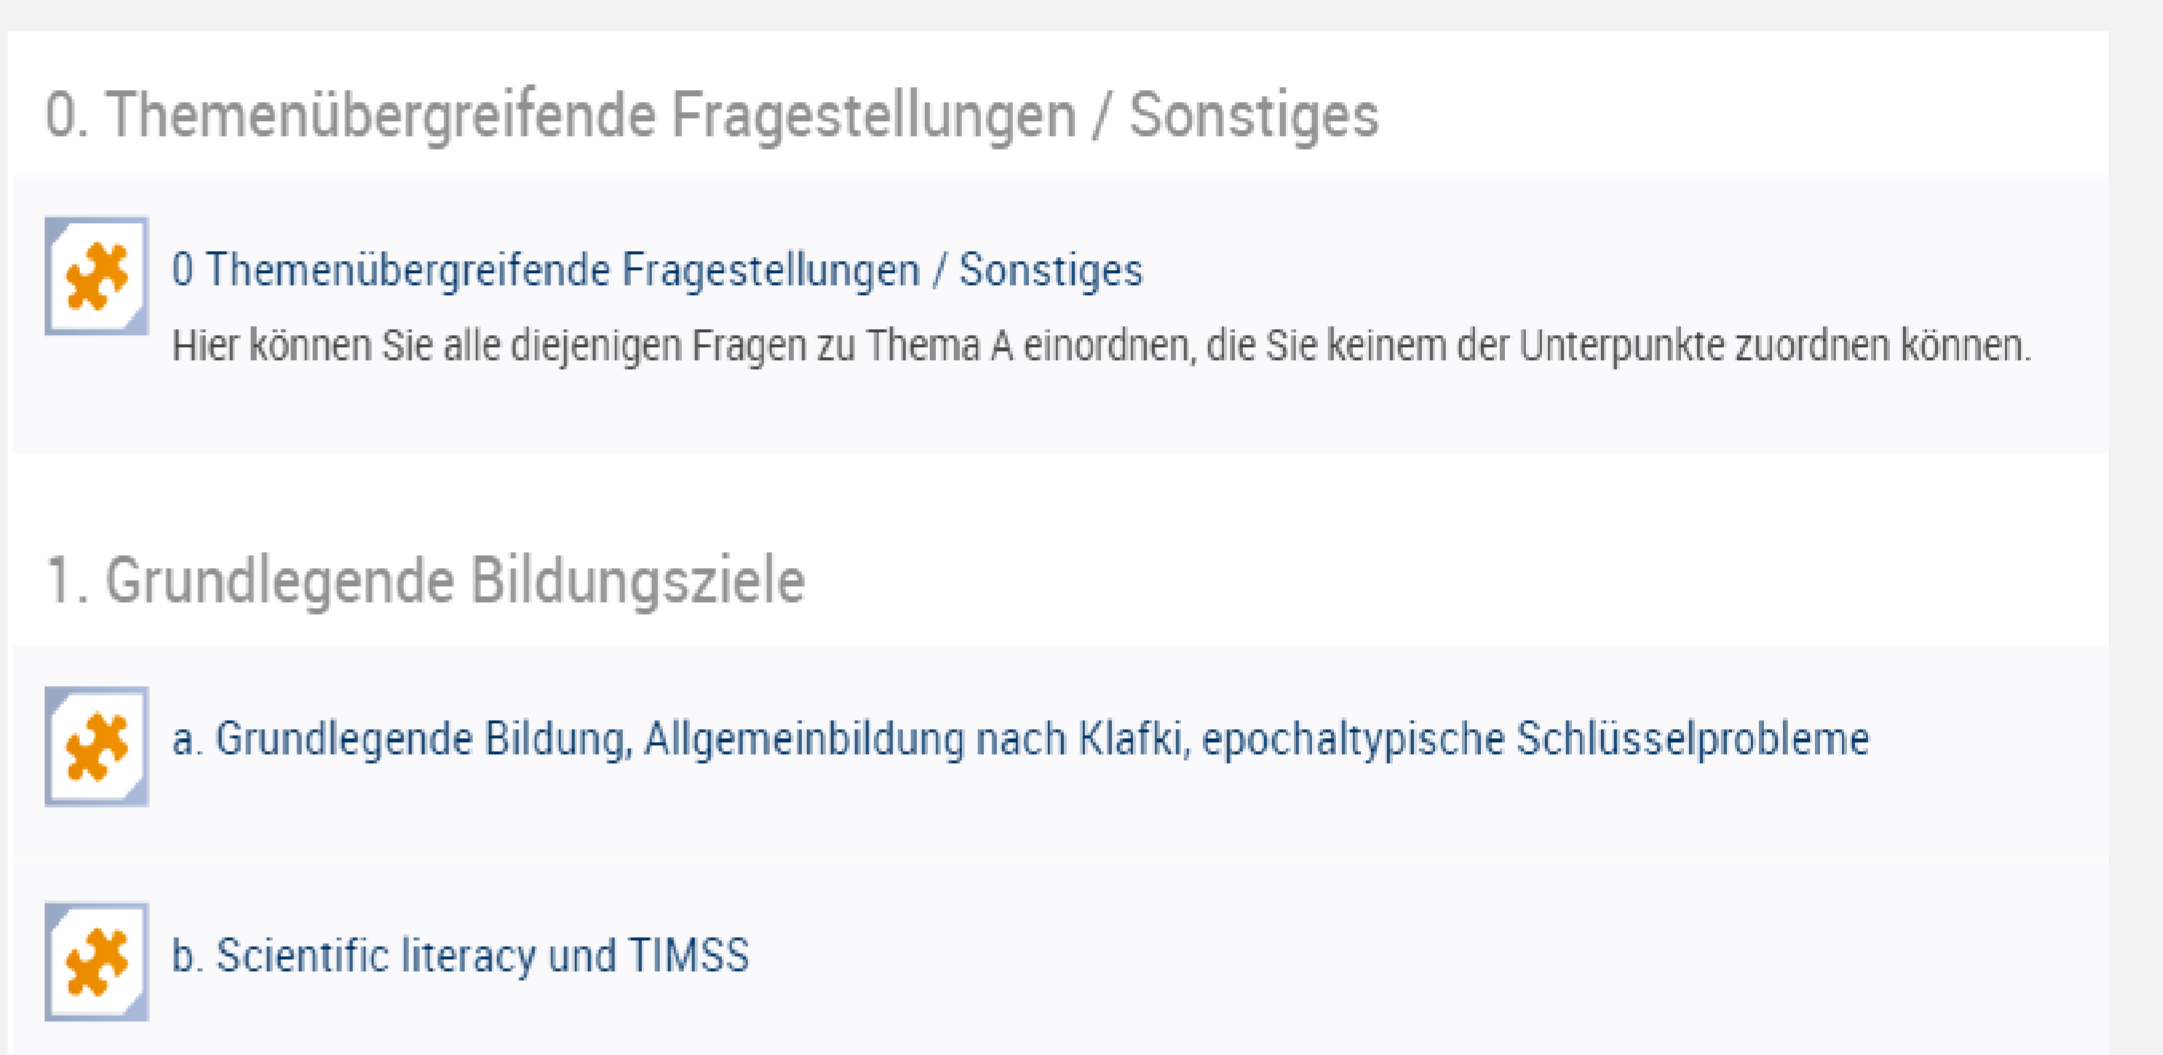 0. Themenübergreifende Fragestellungen / Sonstiges
0 Themenübergreifende Fragestellungen / Sonstiges
Hier können Sie alle diejenigen Fragen zu Thema A einordnen, die Sie keinem der Unterpunkte zuordnen können.
1. Grundlegende Bildungsziele
a. Grundlegende Bildung, Allgemeinbildung nach Klafki, epochaltypische Schlüsselprobleme
b. Scientific literacy und TIMSS